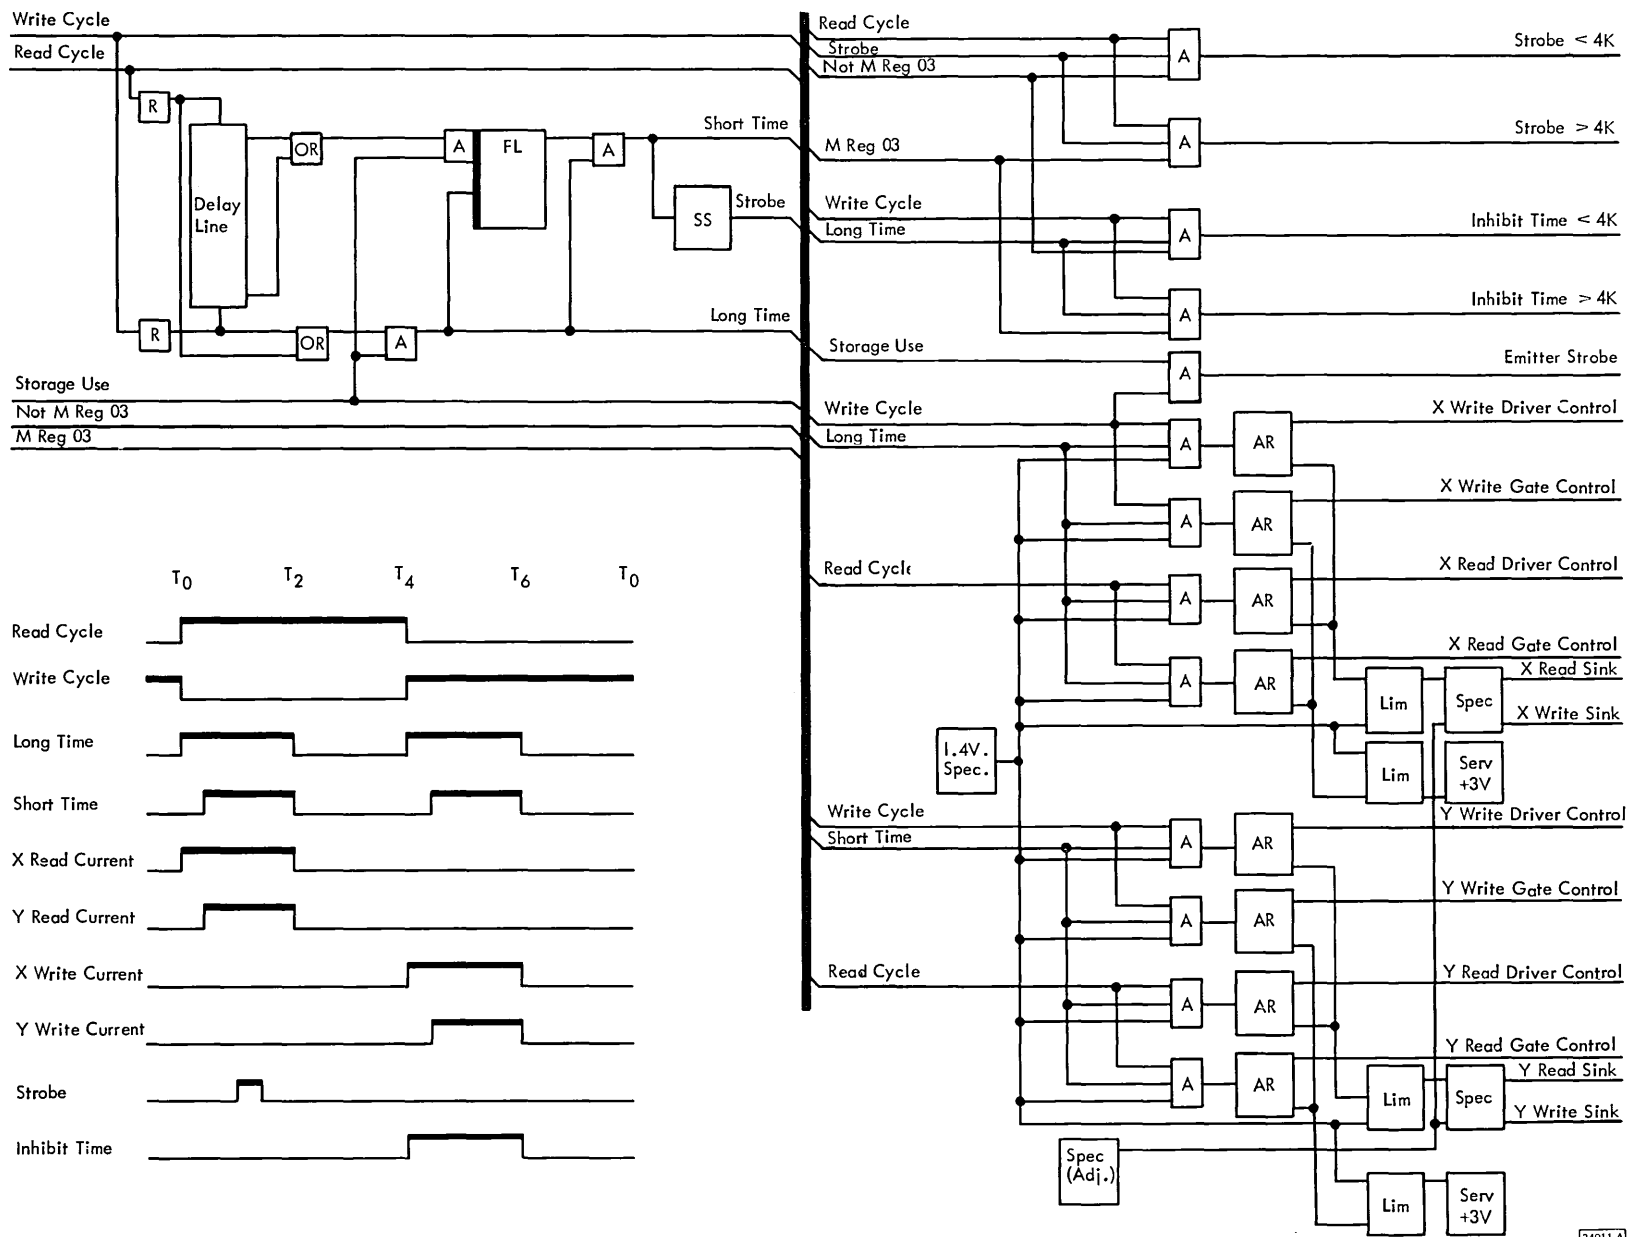 Write Cycle
Read Cycle
R
Delay
Line
OR
A
FL
A
Short Time
SS
Strobe
R
OR
A
Long Time
Storage Use
Not M Reg 03
M Reg 03
Read Cycle
Strobe
Not M Reg 03
A
Strobe < 4K
M Reg 03
A
Strobe > 4K
Write Cycle
Long Time
A
Inhibit Time < 4K
A
Inhibit Time > 4K
Storage Use
A
Emitter Strobe
Write Cycle
Long Time
A
AR
X Write Driver Control
A
AR
X Write Gate Control
Read Cycle
A
AR
X Read Driver Control
A
AR
X Read Gate Control
Lim
Spec
X Read Sink
X Write Sink
1.4V.
Spec.
Lim
Serv
+3V
Write Cycle
Short Time
A
AR
Y Write Driver Control
A
AR
Y Write Gate Control
Read Cycle
A
AR
Y Read Driver Control
A
AR
Y Read Gate Control
Lim
Spec
Y Read Sink
Y Write Sink
Spec
(Adj.)
Lim
Serv
+3V
T0 T2 T4 T6 T0
Read Cycle
Write Cycle
Long Time
Short Time
X Read Current
Y Read Current
X Write Current
Y Write Current
Strobe
Inhibit Time